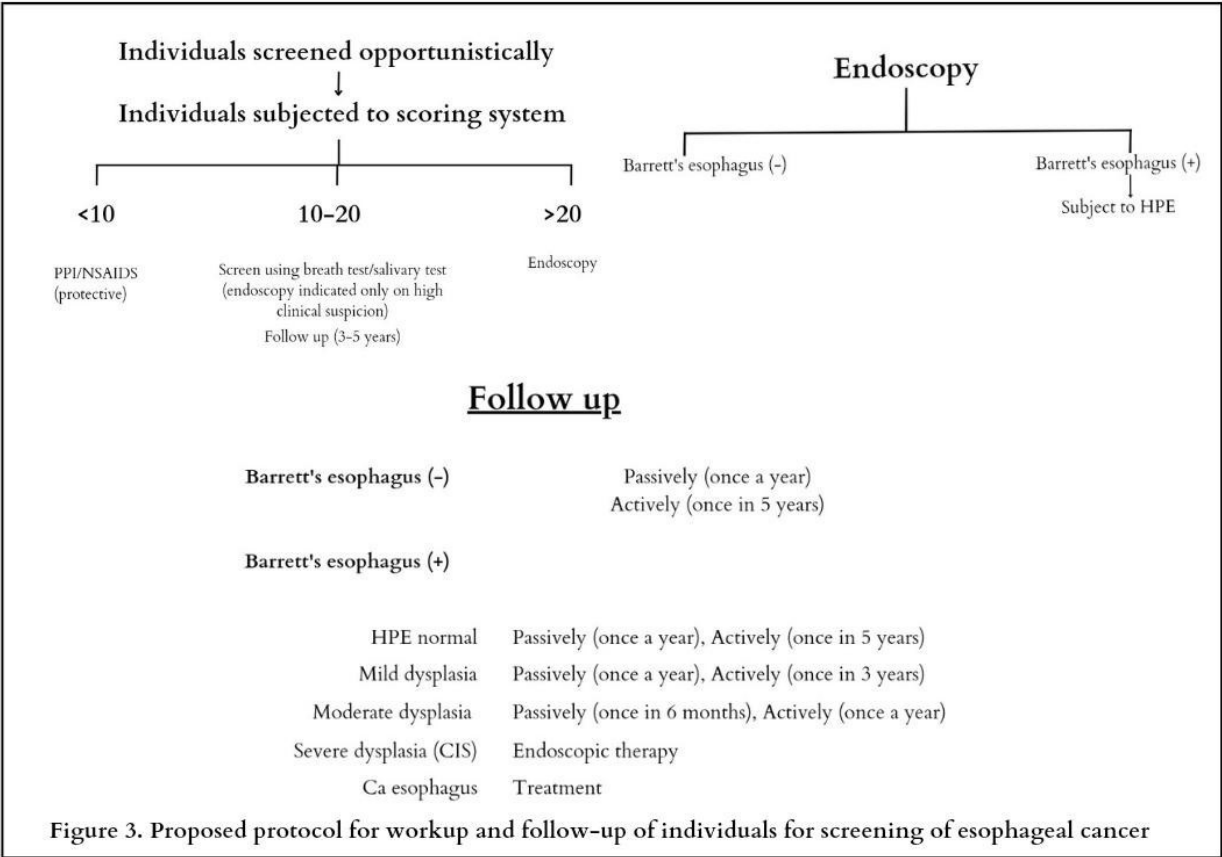 Individuals screened opportunistically
Individuals subjected to scoring system
<10
10-20
>20
PPI/NSAIDS
(protective)
Screen using breath test/salivary test
(endoscopy indicated only on high
clinical suspicion)
Follow up (3-5 years)
Endoscopy
Endoscopy
Barrett's esophagus (-)
Barrett's esophagus (+)
Subject to HPE
Follow up
Barrett's esophagus (-)
Passively (once a year)
Actively (once in 5 years)
Barrett's esophagus (+)
HPE normal Passively (once a year), Actively (once in 5 years)
Mild dysplasia Passively (once a year), Actively (once in 3 years)
Moderate dysplasia Passively (once in 6 months), Actively (once a year)
Severe dysplasia (CIS) Endoscopic therapy
Ca esophagus Treatment
Figure 3. Proposed protocol for workup and follow-up of individuals for screening of esophageal cancer